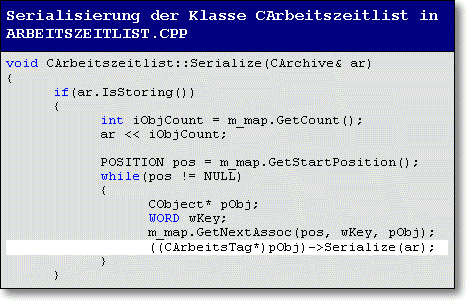 Serialisierung der Klasse CArbeitszeitlist in
ARBEITSZEITLIST.CPP
void CArbeitszeitlist::Serialize(CArchive& ar)
{
if(ar.IsStoring())
{
int iObjCount = m_map.GetCount();
ar << iObjCount;
POSITION pos = m_map.GetStartPosition();
while(pos != NULL)
{
CObject* pObj;
WORD wKey;
m_map.GetNextAssoc(pos, wKey, pObj);
((CArbeitsTag*)pObj)->Serialize(ar);
}
}